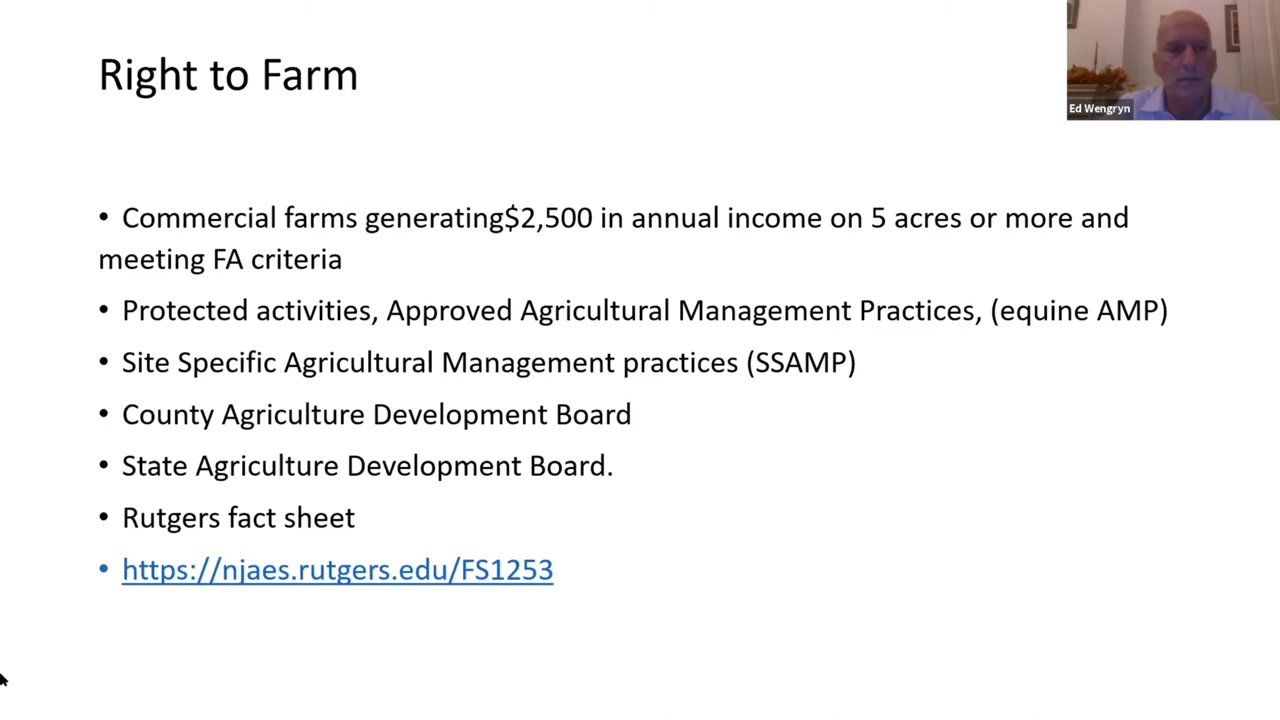 Right to Farm
Ed Wengryn
• Commercial farms generating$2,500 in annual income on 5 acres or more and
meeting FA criteria
• Protected activities, Approved Agricultural Management Practices, (equine AMP)
• Site Specific Agricultural Management practices (SSAMP)
• County Agriculture Development Board
• State Agriculture Development Board.
• Rutgers fact sheet
• https://njaes.rutgers.edu/FS1253